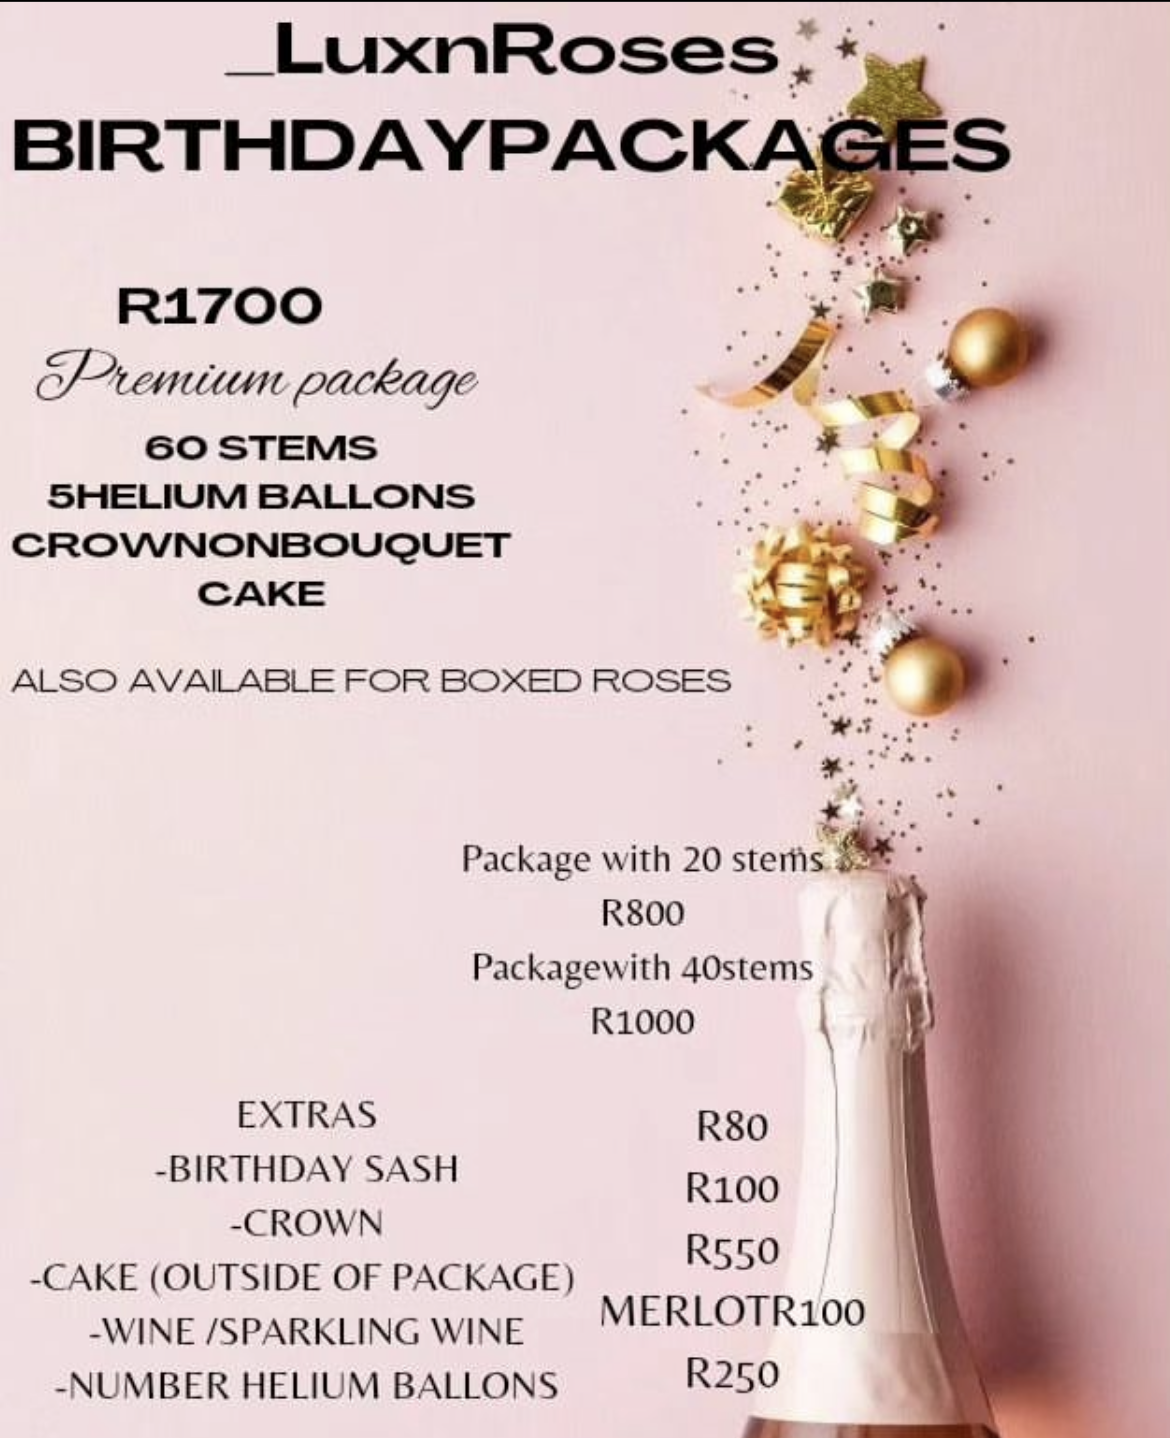 _LuxnRoses
BIRTHDAYPACKAGES
R1700
Premium package
60 STEMS
5HELIUM BALLONS
CROWNONBOUQUET
CAKE
ALSO AVAILABLE FOR BOXED ROSES
Package with 20 stems
R800
Packagewith 40stems
R1000
EXTRAS
-BIRTHDAY SASH
-CROWN
-CAKE (OUTSIDE OF PACKAGE)
-WINE /SPARKLING WINE
-NUMBER HELIUM BALLONS
R80
R100
R550
MERLOTR100
R250